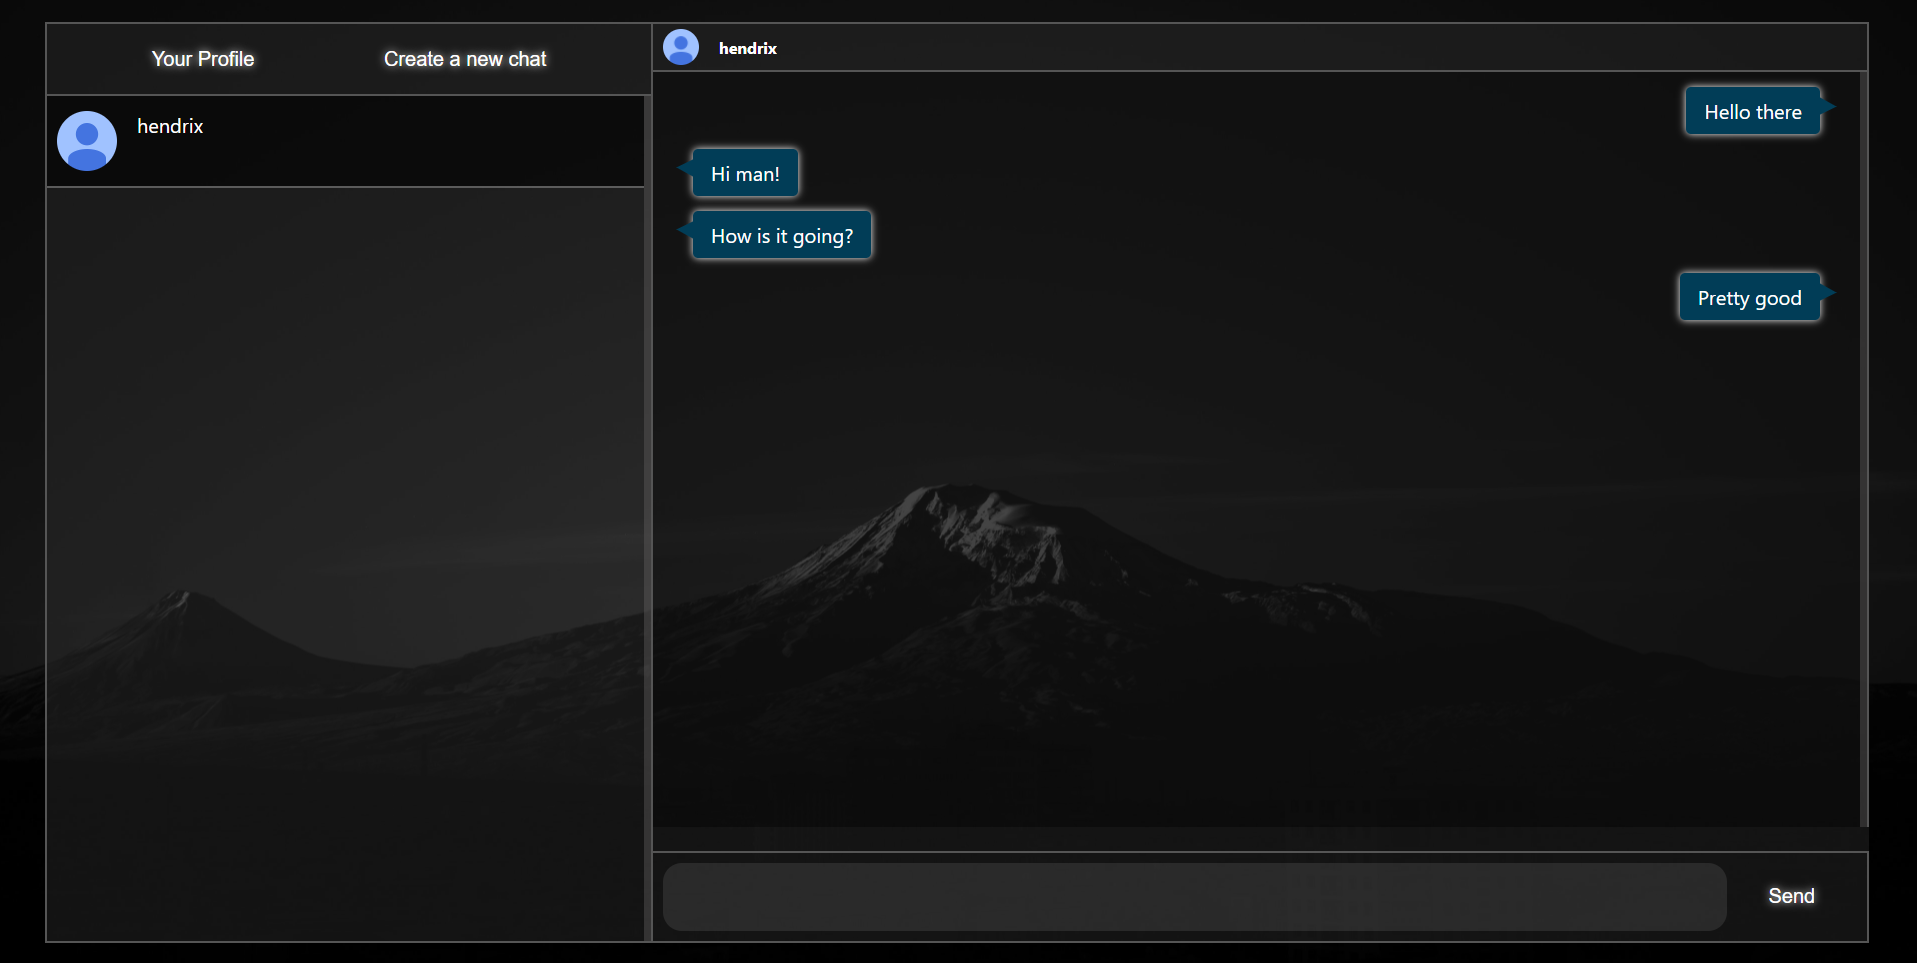 Your Profile
Create a new chat
hendrix
hendrix
Hello there
Hi man!
How is it going?
Pretty good
Send